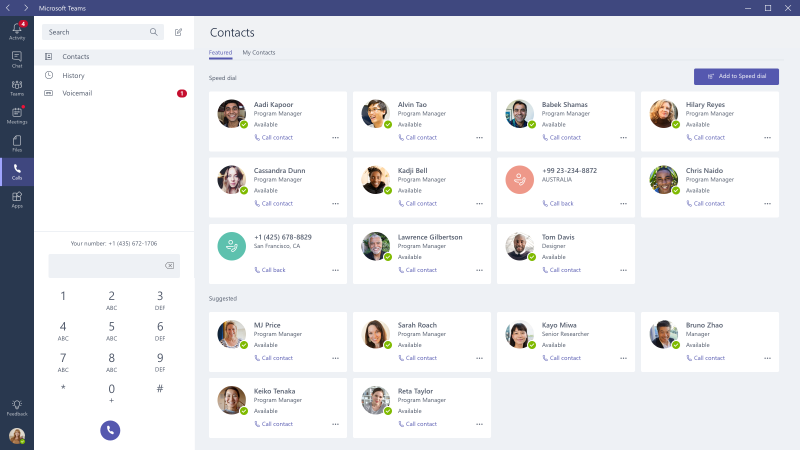 Microsoft Teams
4
Activity
Chat
Teams
Meetings
Files
Calls
Apps
Feedback
Search
Contacts
History
Voicemail
1
Your number: +1 (435) 672-1706
1
2
ABC
3
DEF
4
ABC
5
ABC
6
DEF
7
ABC
8
ABC
9
DEF
*
0
+
#
Contacts
Featured
My Contacts
Speed dial
Add to Speed dial
Aadi Kapoor
Program Manager
Available
Call contact
Alvin Tao
Program Manager
Available
Call contact
Babek Shamas
Program Manager
Available
Call contact
Hilary Reyes
Program Manager
Available
Call contact
Cassandra Dunn
Program Manager
Available
Call contact
Kadji Bell
Program Manager
Available
Call contact
+99 23-234-8872
AUSTRALIA
Call back
Chris Naido
Program Manager
Available
Call contact
+1 (425) 678-8829
San Francisco, CA
Call back
Lawrence Gilbertson
Program Manager
Available
Call contact
Tom Davis
Designer
Available
Call contact
Suggested
MJ Price
Program Manager
Available
Call contact
Sarah Roach
Program Manager
Available
Call contact
Kayo Miwa
Senior Researcher
Available
Call contact
Bruno Zhao
Manager
Available
Call contact
Keiko Tenaka
Program Manager
Available
Call contact
Reta Taylor
Program Manager
Available
Call contact